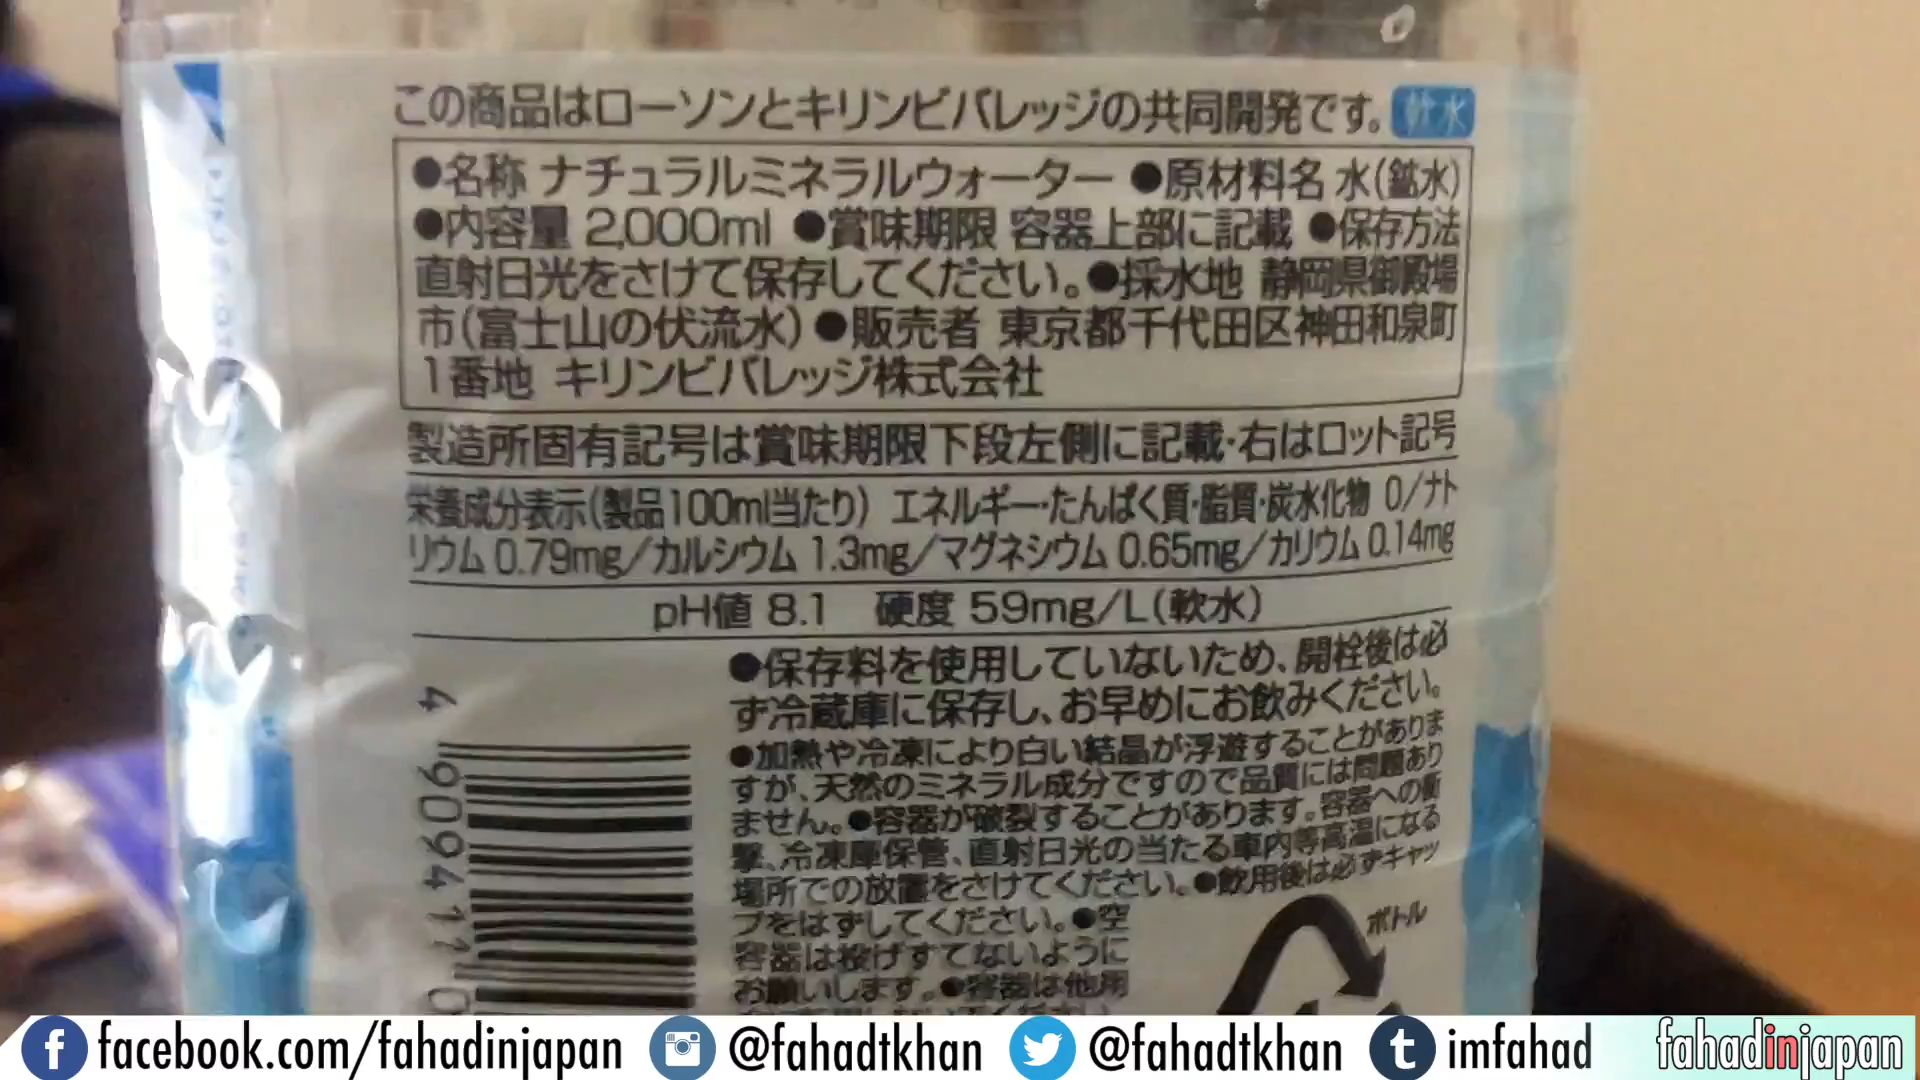 この商品はローソンとキリンビバレッジの共同開発です。 軟水
●名称 ナチュラルミネラルウォーター ●原材料名 水(鉱水)
●内容量 2,000ml ●賞味期限 容器上部に記載 ●保存方法
直射日光をさけて保存してください。●採水地 静岡県御殿場
市(富士山の伏流水) ●販売者 東京都千代田区神田和泉町
1番地 キリンビバレッジ株式会社
製造所固有記号は賞味期限下段左側に記載・右はロット記号
栄養成分表示(製品100ml当たり) エネルギー・たんぱく質・脂質・炭水化物 0/ナト
リウム 0.79mg/カルシウム 1.3mg/マグネシウム 0.65mg/カリウム 0.14mg
pH値 8.1 硬度 59mg/L(軟水)
●保存料を使用していないため、開栓後は必
ず冷蔵庫に保存し、お早めにお飲みください。
●加熱や冷凍により白い結晶が浮遊することがありま
すが、天然のミネラル成分ですので品質には問題あり
ません。●容器が破裂することがあります。容器への衝
撃、冷凍庫保管、直射日光の当たる車内等高温になる
場所での放置をさけてください。●飲用後は必ずキャッ
プをはずしてください。●空
容器は投げすてないように
お願いします。●容器は他用
ボトル
4 909411 0
facebook.com/fahadinjapan @fahadtkhan @fahadtkhan imfahad fahadinjapan